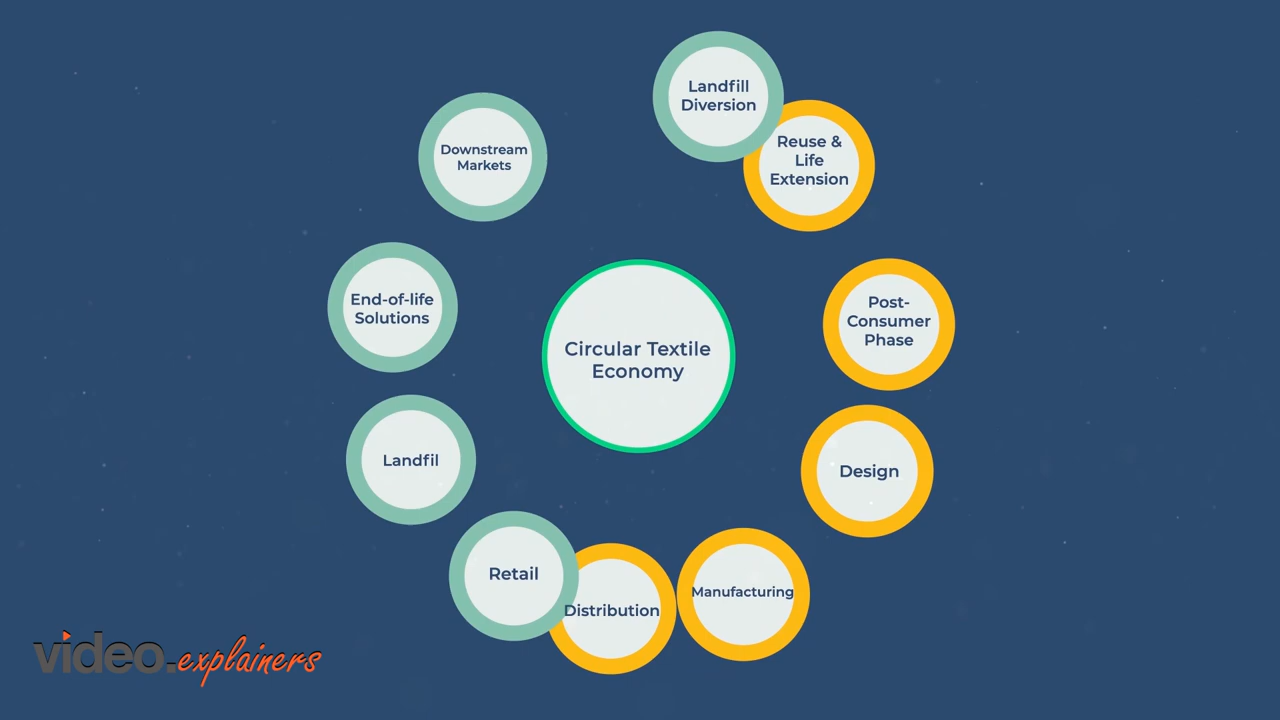 Landfill
Diversion
Reuse &
Life
Extension
Post-
Consumer
Phase
Design
Manufacturing
Distribution
Retail
Landfil
End-of-life
Solutions
Downstream
Markets
Circular Textile
Economy
video.explainers